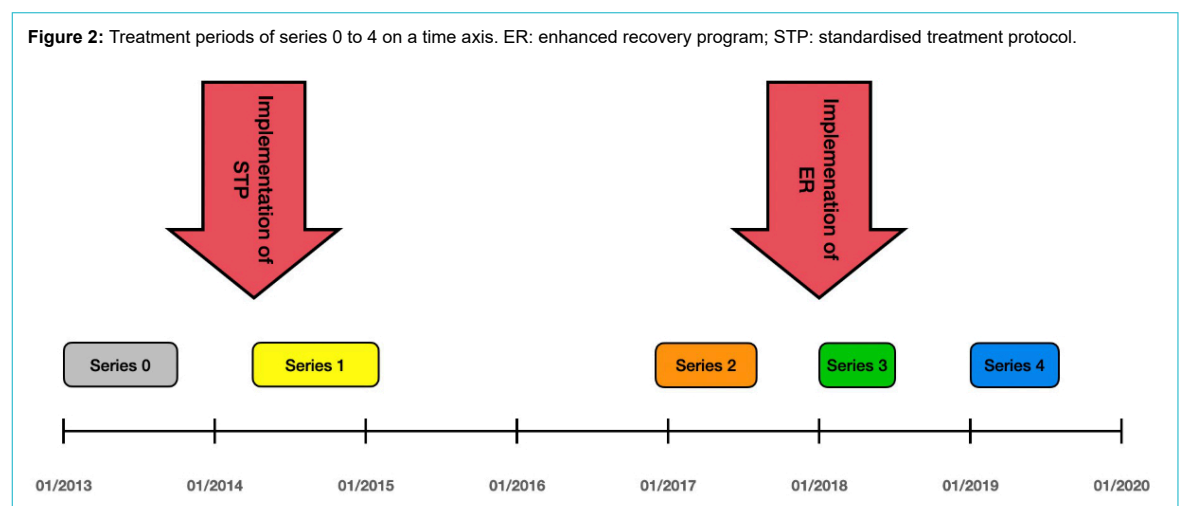 Figure 2: Treatment periods of series 0 to 4 on a time axis. ER: enhanced recovery program; STP: standardised treatment protocol.
Implementation of
STP
Implemenation of
ER
Series 0
Series 1
Series 2
Series 3
Series 4
01/2013
01/2014
01/2015
01/2016
01/2017
01/2018
01/2019
01/2020